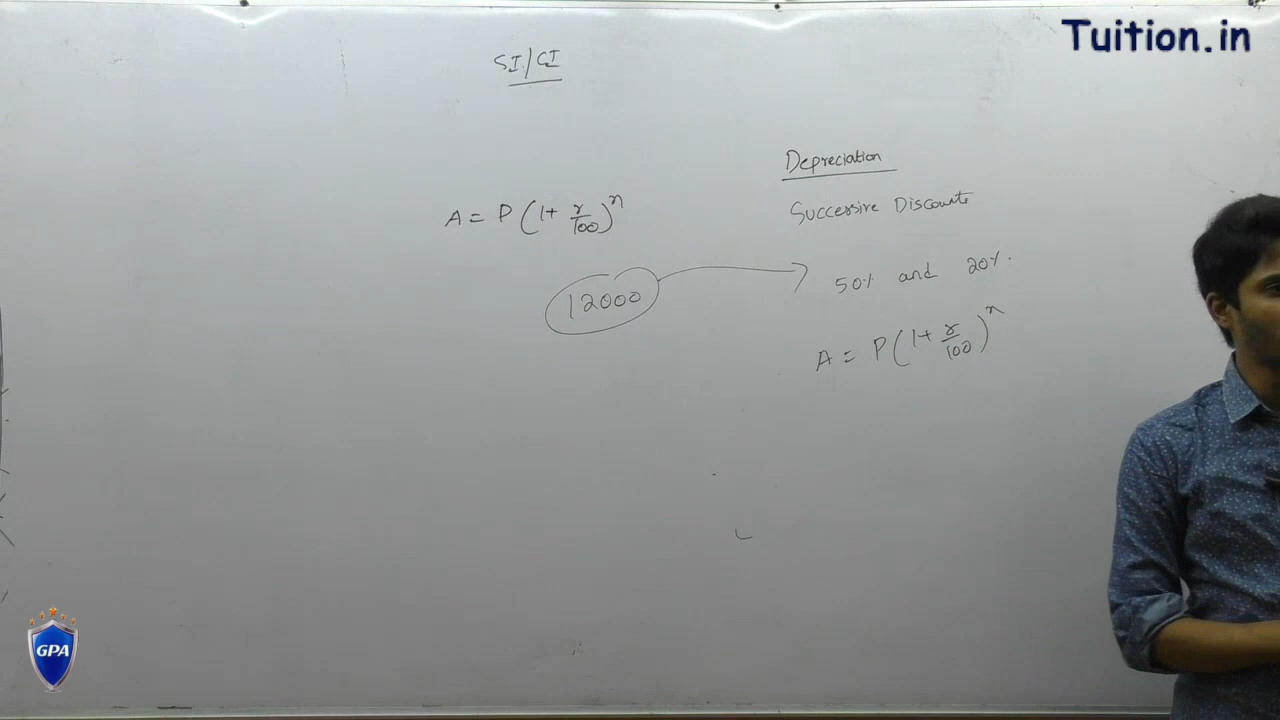 Tuition.in
SI/CI
Depreciation
Successive Discounts
A = P(1+ r/100)^n
12000
50% and 20%.
A = P(1+ r/100)^n
GPA